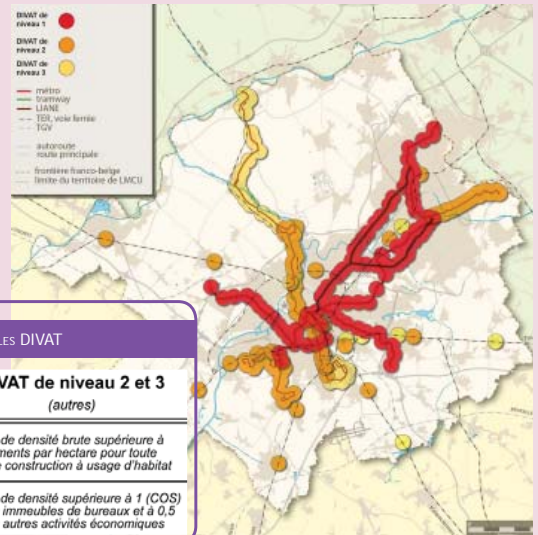 DIVAT de
niveau 1
DIVAT de
niveau 2
DIVAT de
niveau 3
métro
tramway
LIANE
TER, voie ferrée
TGV
autoroute
route principale
frontière franco-belge
limite du territoire de LMCU
LES DIVAT
VAT de niveau 2 et 3
(autres)
de densité brute supérieure à
ments par hectare pour toute
construction à usage d'habitat
de densité supérieure à 1 (COS)
immeubles de bureaux et à 0,5
autres activités économiques